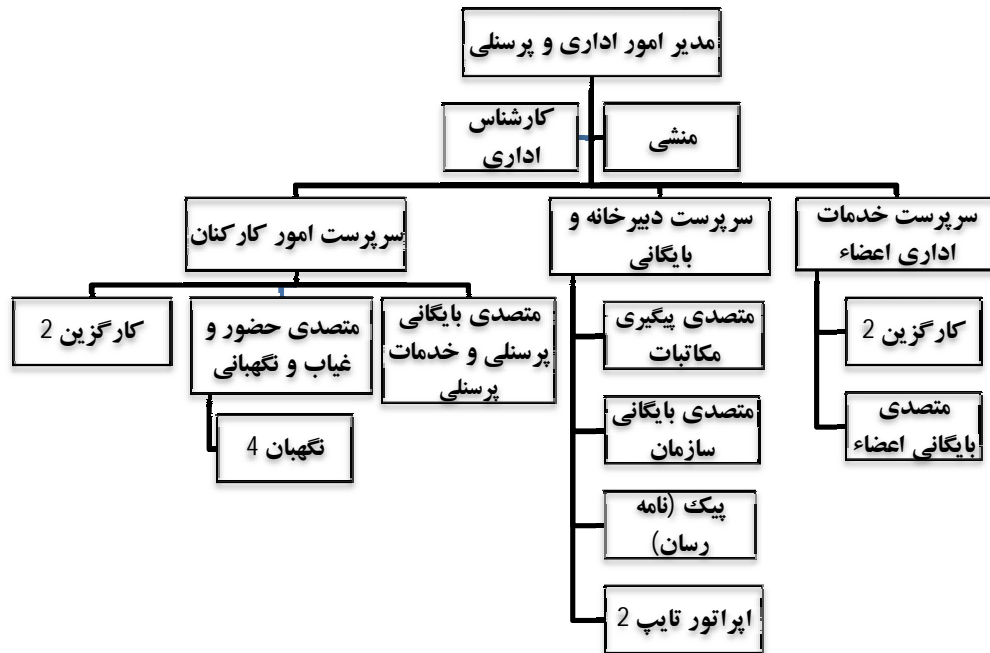 مدیر امور اداری و پرسنلی
منشی
کارشناس
اداری
سرپرست خدمات
اداری اعضاء
سرپرست دبیرخانه و
بایگانی
سرپرست امور کارکنان
کارگزین 2
متصدی
بایگانی اعضاء
متصدی پیگیری
مکاتبات
متصدی بایگانی
سازمان
پیک (نامه
رسان)
اپراتور تایپ 2
متصدی بایگانی
پرسنلی و خدمات
پرسنلی
متصدی حضور و
غیاب و نگهبانی
نگهبان 4
کارگزین 2